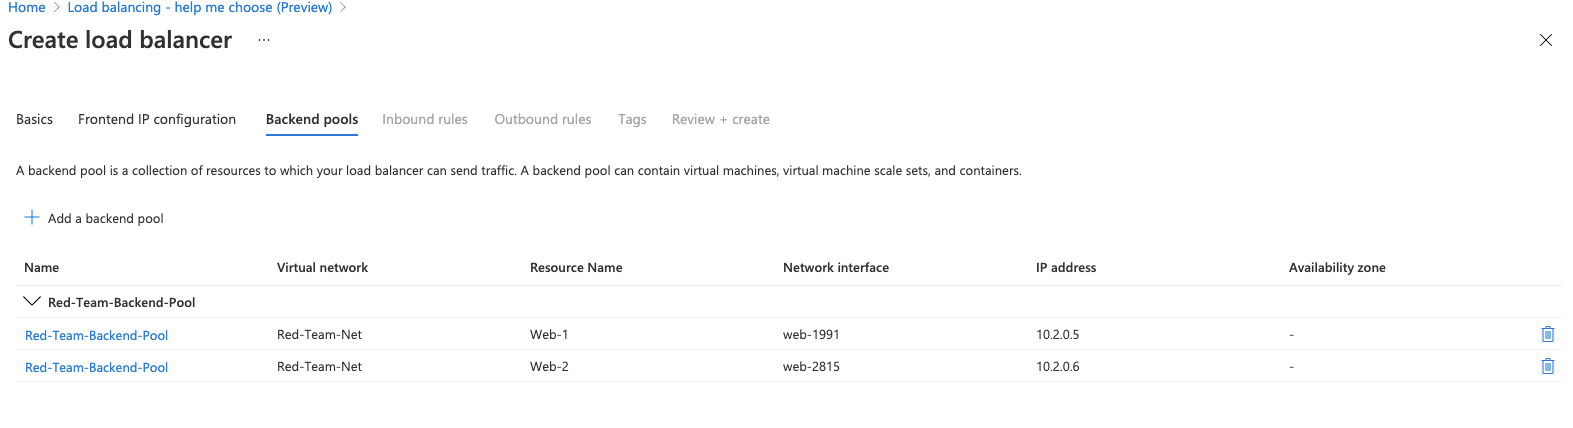 Home > Load balancing - help me choose (Preview) >
Create load balancer ...
Basics Frontend IP configuration Backend pools Inbound rules Outbound rules Tags Review + create
A backend pool is a collection of resources to which your load balancer can send traffic. A backend pool can contain virtual machines, virtual machine scale sets, and containers.
+ Add a backend pool
Name Virtual network Resource Name Network interface IP address Availability zone
Red-Team-Backend-Pool
Red-Team-Backend-Pool Red-Team-Net Web-1 web-1991 10.2.0.5 -
Red-Team-Backend-Pool Red-Team-Net Web-2 web-2815 10.2.0.6 -